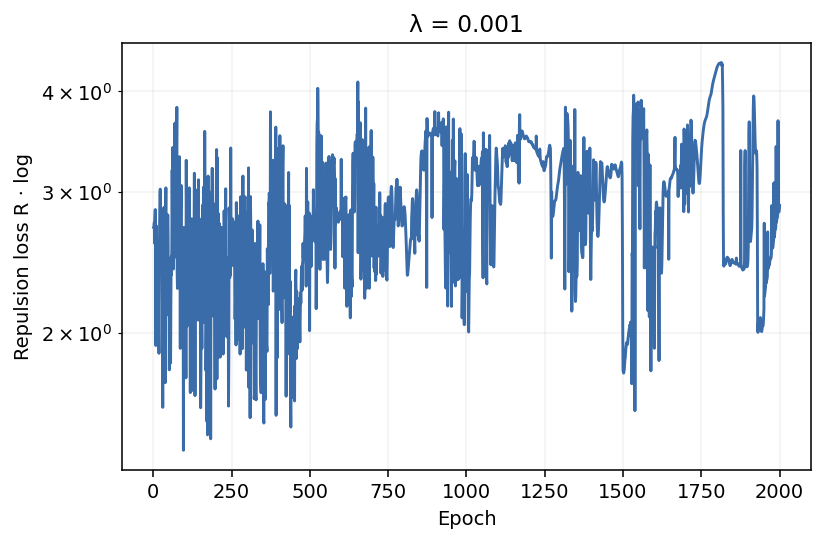 λ = 0.001
Repulsion loss R · log
4 × 10⁰
3 × 10⁰
2 × 10⁰
0 250 500 750 1000 1250 1500 1750 2000
Epoch